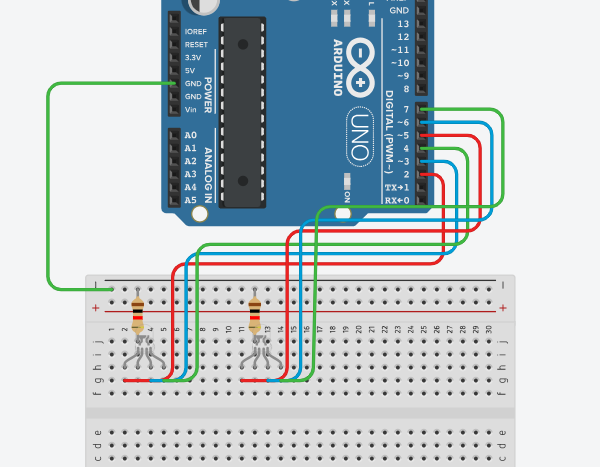 GND
13
12
~11
~10
~9
8
7
~6
~5
4
~3
2
TX→1
RX←0
IOREF
RESET
3.3V
5V
GND
GND
Vin
A0
A1
A2
A3
A4
A5
POWER
ANALOG IN
ARDUINO
UNO
DIGITAL (PWM~)
ON
L
- -
+ +
1 2 3 4 5 6 7 8 9 10 11 12 13 14 15 16 17 18 19 20 21 22 23 24 25 26 27 28 29 30
j j
i i
h h
g g
f f
e e
d d
c c